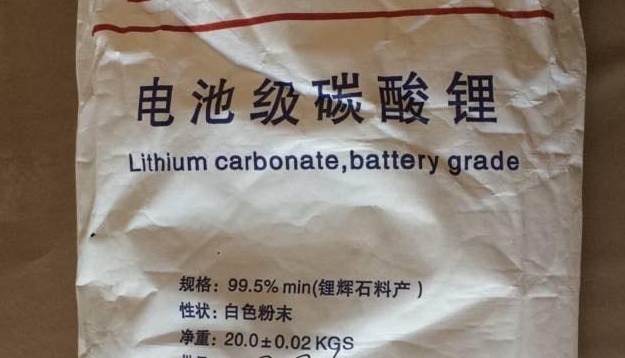 电池级碳酸锂
Lithium carbonate,battery grade
规格: 99.5% min(锂辉石料产)
性状: 白色粉末
净重: 20.0±0.02 KGS